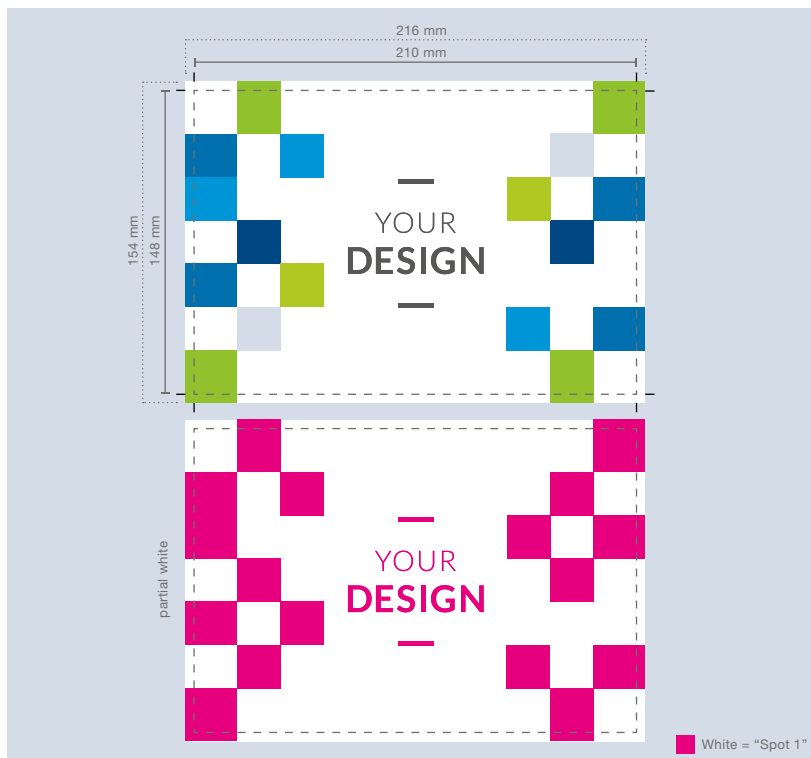 216 mm
210 mm
154 mm
148 mm
YOUR
DESIGN
partial white
YOUR
DESIGN
White = “Spot 1”